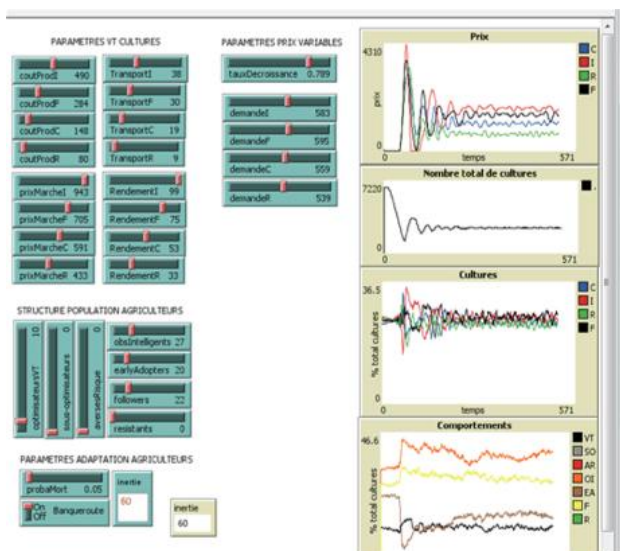 PARAMETRES VT CULTURES
coutProdI 490
TransportI 38
coutProdF 284
TransportF 30
coutProdC 148
TransportC 19
coutProdR 80
TransportR 9
prixMarcheI 943
RendementI 99
prixMarcheF 705
RendementF 75
prixMarcheC 591
RendementC 53
prixMarcheR 433
RendementR 33
PARAMETRES PRIX VARIABLES
tauxDecroissance 0.789
demandeI 583
demandeF 595
demandeC 559
demandeR 539
STRUCTURE POPULATION AGRICULTEURS
optimisateursVT 10
sous-optimisateurs 0
averseoRisque 0
obsIntelligents 27
earlyAdopters 20
followers 22
resistants 0
PARAMETRES ADAPTATION AGRICULTEURS
probaMort 0.05
On
Off
Banqueroute
inertie
60
inertie
60
Prix
4310
prix
0
0
temps
571
C
I
R
F
Nombre total de cultures
7220
0
0
571
Cultures
36.5
% total cultures
0
0
temps
571
C
I
R
F
Comportements
46.6
% total cultures
VT
SO
AR
OI
EA
F
R